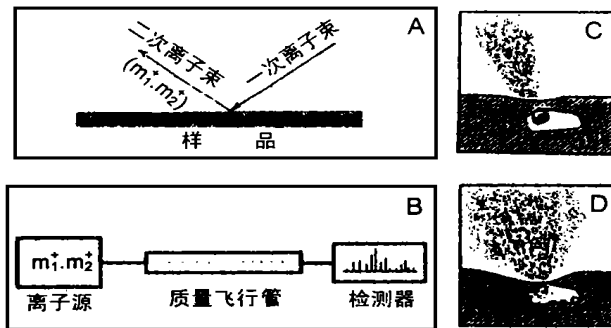 A
二次离子束
(m₁⁺.m₂⁺)
一次离子束
样 品
B
m₁⁺.m₂⁺
离子源
质量飞行管
检测器
C
D